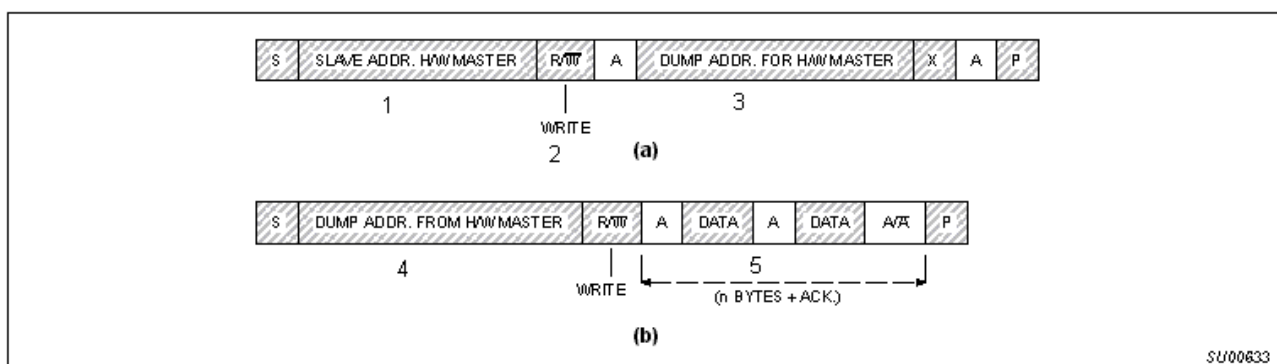 S SLAVE ADDR. H/W MASTER R/W̅ A DUMP ADDR. FOR H/W MASTER X A P
1 3
WRITE
2 (a)
S DUMP ADDR. FROM H/W MASTER R/W̅ A DATA A DATA A/A̅ P
4 5
WRITE (n BYTES + ACK.)
(b)
SU00633